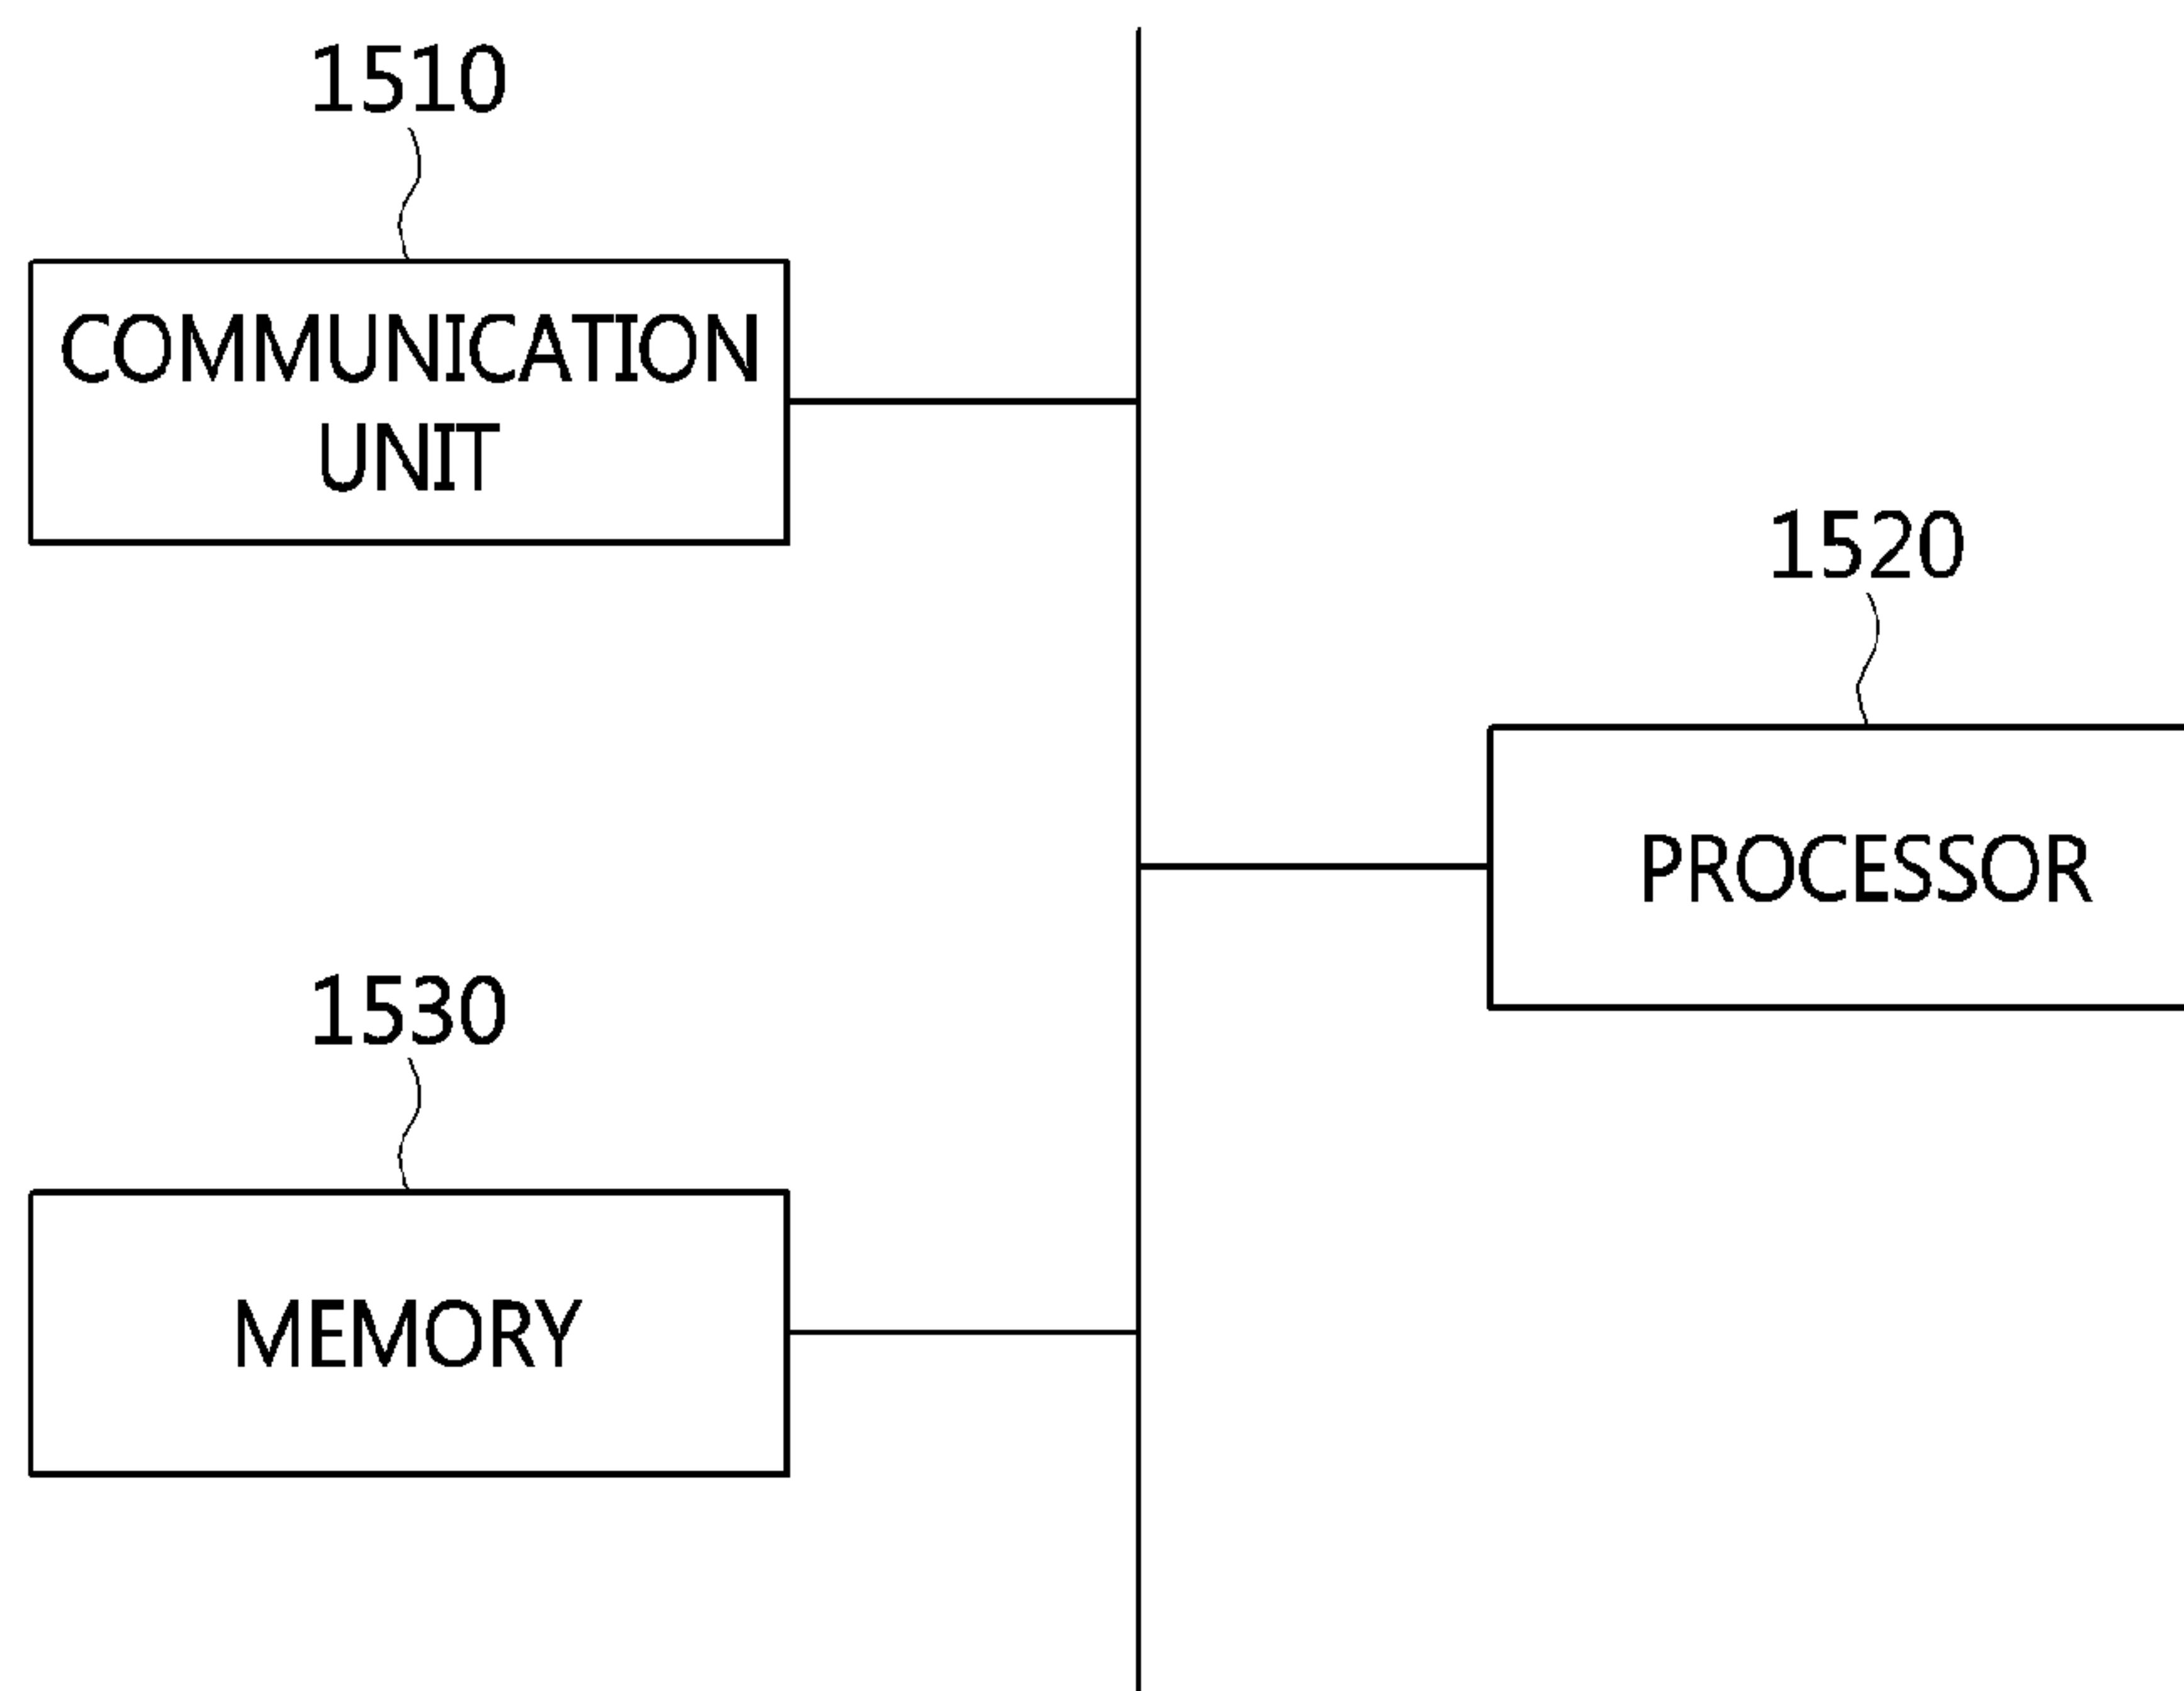 1510
COMMUNICATION
UNIT
1520
PROCESSOR
1530
MEMORY